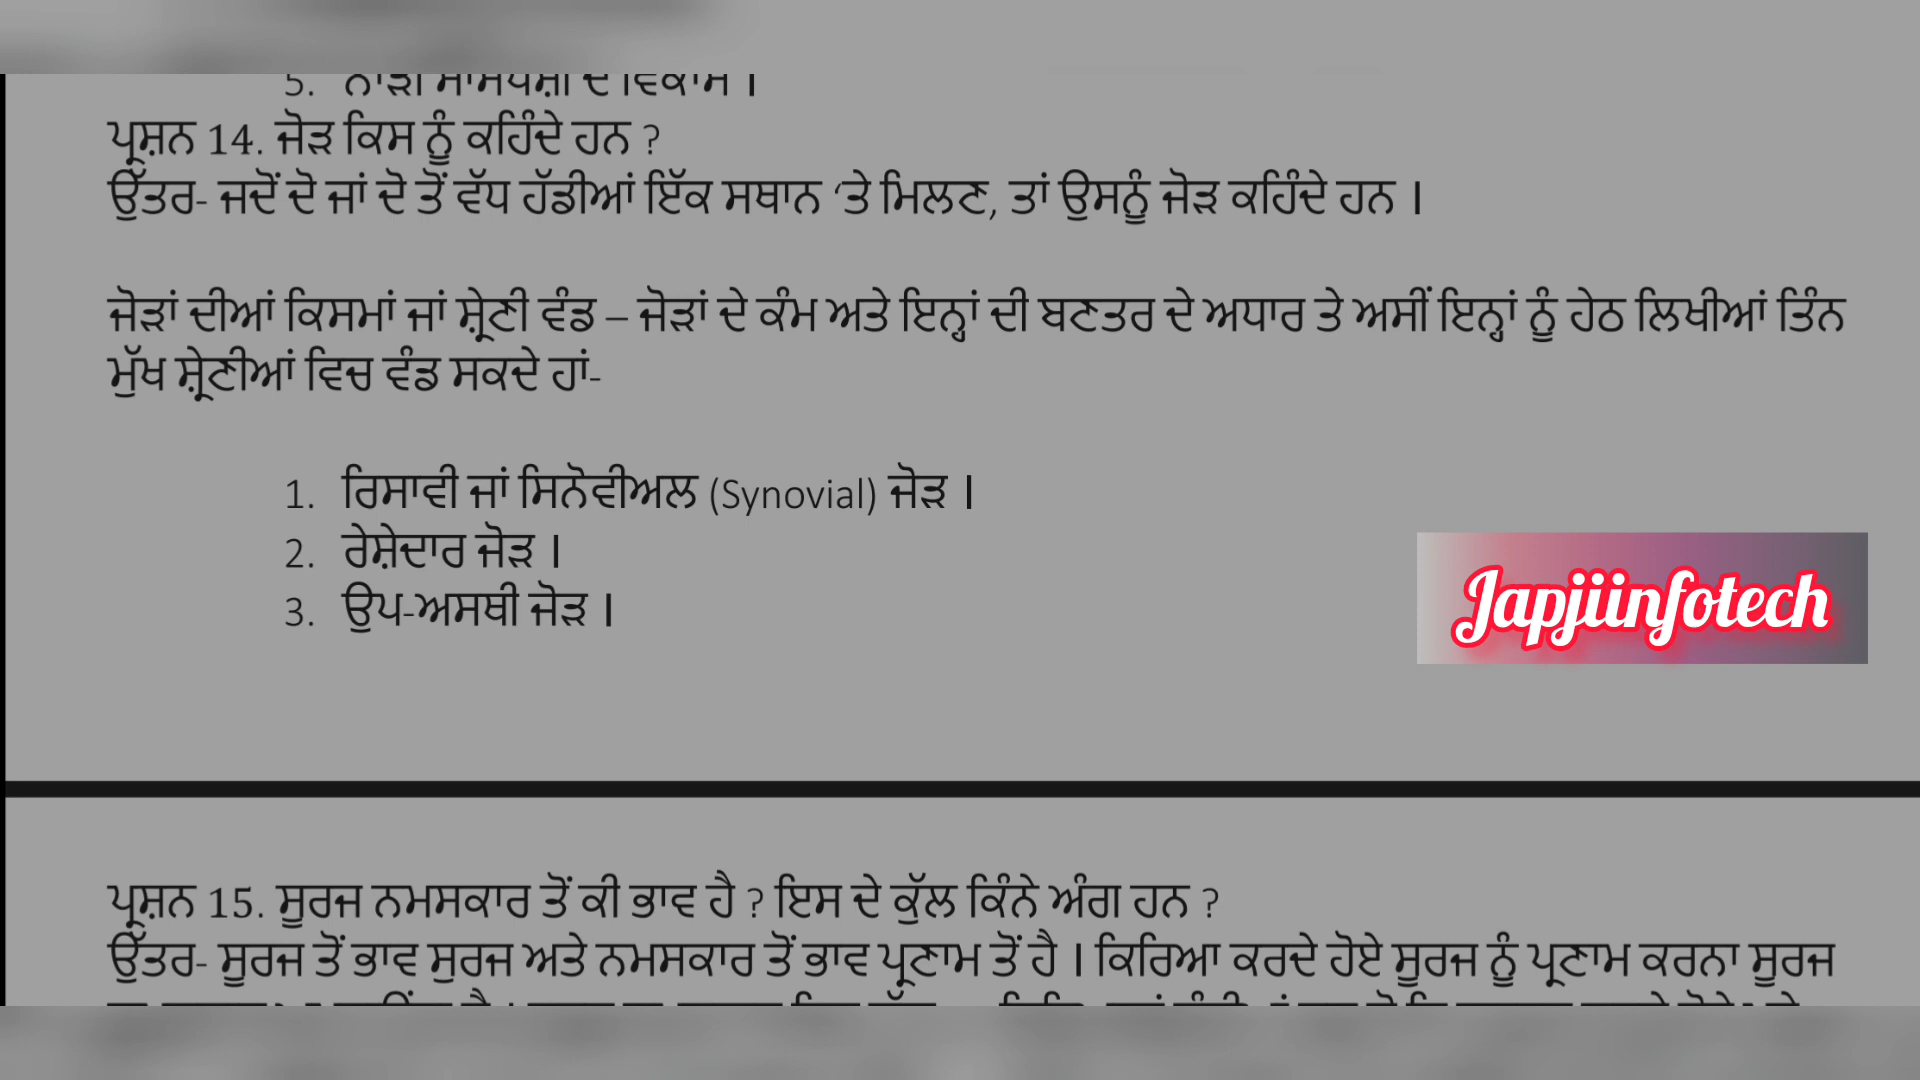 5. ਨਾੜੀ ਮਾਸਪੇਸ਼ੀ ਦੇ ਵਿਕਾਸ ।
ਪ੍ਰਸ਼ਨ 14. ਜੋੜ ਕਿਸ ਨੂੰ ਕਹਿੰਦੇ ਹਨ ?
ਉੱਤਰ- ਜਦੋਂ ਦੋ ਜਾਂ ਦੋ ਤੋਂ ਵੱਧ ਹੱਡੀਆਂ ਇੱਕ ਸਥਾਨ ‘ਤੇ ਮਿਲਣ, ਤਾਂ ਉਸਨੂੰ ਜੋੜ ਕਹਿੰਦੇ ਹਨ ।
ਜੋੜਾਂ ਦੀਆਂ ਕਿਸਮਾਂ ਜਾਂ ਸ਼੍ਰੇਣੀ ਵੰਡ – ਜੋੜਾਂ ਦੇ ਕੰਮ ਅਤੇ ਇਨ੍ਹਾਂ ਦੀ ਬਣਤਰ ਦੇ ਅਧਾਰ ਤੇ ਅਸੀਂ ਇਨ੍ਹਾਂ ਨੂੰ ਹੇਠ ਲਿਖੀਆਂ ਤਿੰਨ
ਮੁੱਖ ਸ਼੍ਰੇਣੀਆਂ ਵਿਚ ਵੰਡ ਸਕਦੇ ਹਾਂ-
1. ਰਿਸਾਵੀ ਜਾਂ ਸਿਨੋਵੀਅਲ (Synovial) ਜੋੜ ।
2. ਰੇਸ਼ੇਦਾਰ ਜੋੜ ।
3. ਉਪ-ਅਸਥੀ ਜੋੜ ।
Japjiinfotech
ਪ੍ਰਸ਼ਨ 15. ਸੂਰਜ ਨਮਸਕਾਰ ਤੋਂ ਕੀ ਭਾਵ ਹੈ ? ਇਸ ਦੇ ਕੁੱਲ ਕਿੰਨੇ ਅੰਗ ਹਨ ?
ਉੱਤਰ- ਸੂਰਜ ਤੋਂ ਭਾਵ ਸੁਰਜ ਅਤੇ ਨਮਸਕਾਰ ਤੋਂ ਭਾਵ ਪ੍ਰਣਾਮ ਤੋਂ ਹੈ । ਕਿਰਿਆ ਕਰਦੇ ਹੋਏ ਸੂਰਜ ਨੂੰ ਪ੍ਰਣਾਮ ਕਰਨਾ ਸੂਰਜ